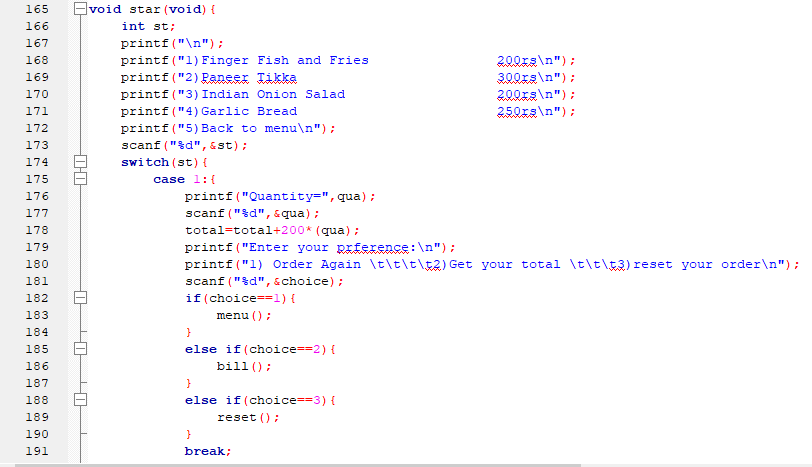 165 void star(void){
166 int st;
167 printf("\n");
168 printf("1)Finger Fish and Fries                200rs\n");
169 printf("2)Paneer Tikka                         300rs\n");
170 printf("3)Indian Onion Salad                   200rs\n");
171 printf("4)Garlic Bread                         250rs\n");
172 printf("5)Back to menu\n");
173 scanf("%d",&st);
174 switch(st){
175 case 1:{
176 printf("Quantity=",qua);
177 scanf("%d",&qua);
178 total=total+200*(qua);
179 printf("Enter your prference:\n");
180 printf("1) Order Again \t\t\t\t2)Get your total \t\t\t3)reset your order\n");
181 scanf("%d",&choice);
182 if(choice==1){
183 menu();
184 }
185 else if(choice==2){
186 bill();
187 }
188 else if(choice==3){
189 reset();
190 }
191 break;